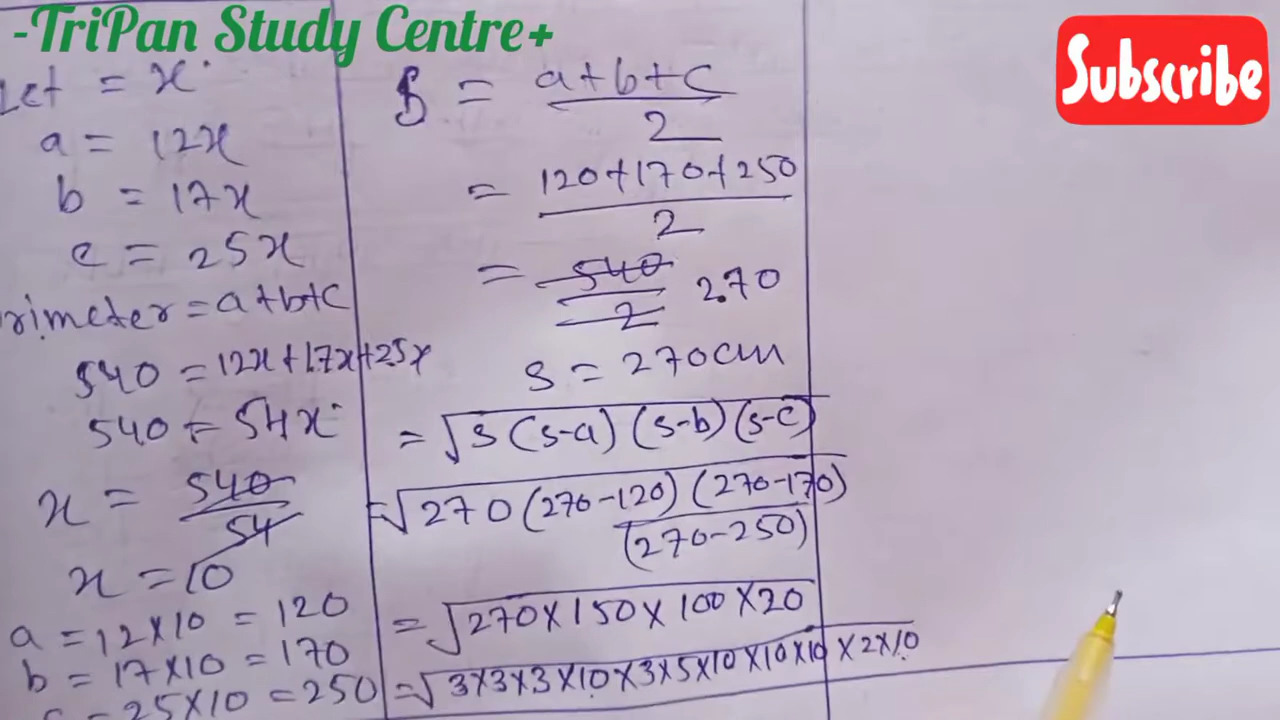 -TriPan Study Centre+
Subscribe
Let = x
a = 12x
b = 17x
c = 25x
rimeter = a+b+c
540 = 12x+17x+25x
540 = 54x
x = 540/54
x = 10
a = 12×10 = 120
b = 17×10 = 170
= 25×10 = 250
S = a+b+c/2
= 120+170+250/2
= 540/2 270
s = 270cm
= √s(s-a)(s-b)(s-c)
= √270(270-120)(270-170)
(270-250)
= √270×150×100×20
= √3×3×3×10×3×5×10×10×10×2×10